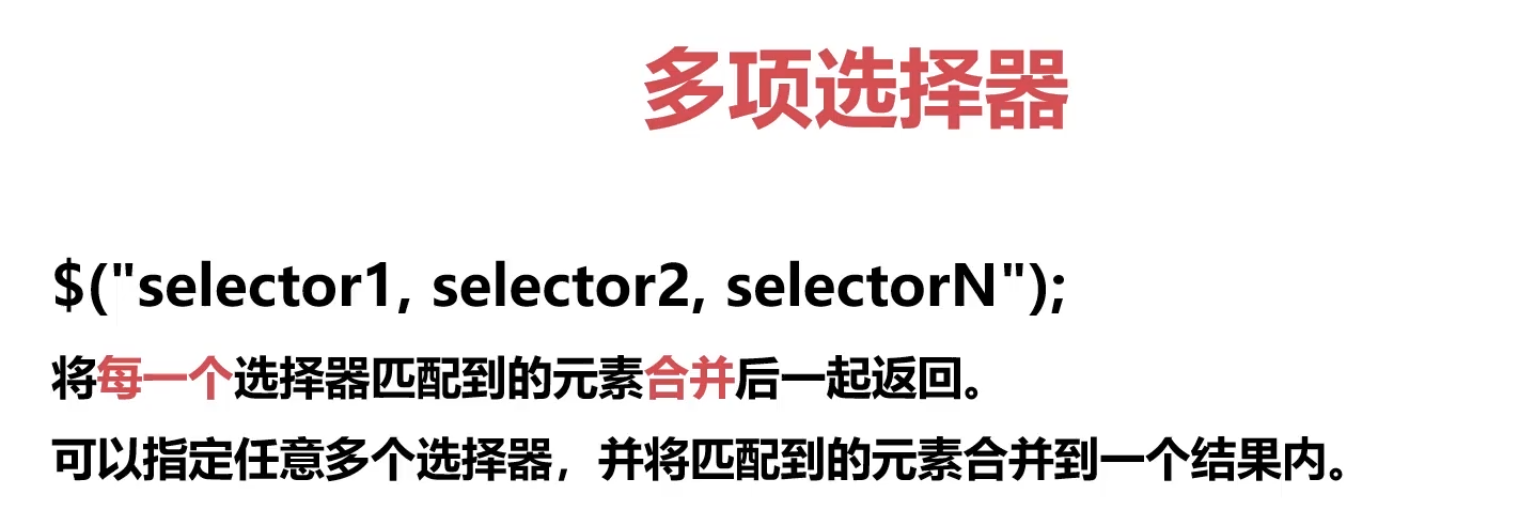 多项选择器
$("selector1, selector2, selectorN");
将每一个选择器匹配到的元素合并后一起返回。
可以指定任意多个选择器，并将匹配到的元素合并到一个结果内。